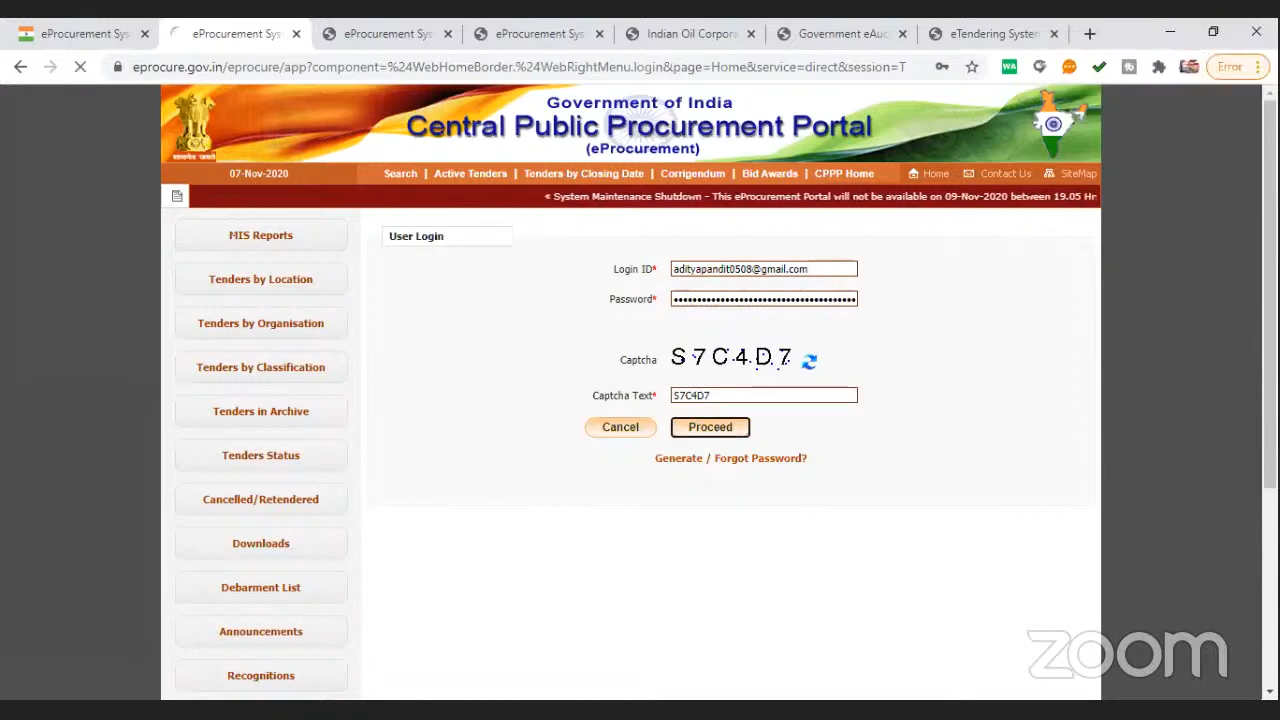 eProcurement Sys
eProcurement Sys
eProcurement Sys
eProcurement Sys
Indian Oil Corpora
Government eAuc
eTendering System
eprocure.gov.in/eprocure/app?component=%24WebHomeBorder.%24WebRightMenu.login&page=Home&service=direct&session=T
WA
Error
Government of India
Central Public Procurement Portal
(eProcurement)
सत्यमेव जयते
07-Nov-2020
Search | Active Tenders | Tenders by Closing Date | Corrigendum | Bid Awards | CPPP Home
Home
Contact Us
SiteMap
« System Maintenance Shutdown - This eProcurement Portal will not be available on 09-Nov-2020 between 19.05 Hr
MIS Reports
Tenders by Location
Tenders by Organisation
Tenders by Classification
Tenders in Archive
Tenders Status
Cancelled/Retendered
Downloads
Debarment List
Announcements
Recognitions
User Login
Login ID* adityapandit0508@gmail.com
Password*
Captcha S7C4D7
Captcha Text* S7C4D7
Cancel Proceed
Generate / Forgot Password?
zoom